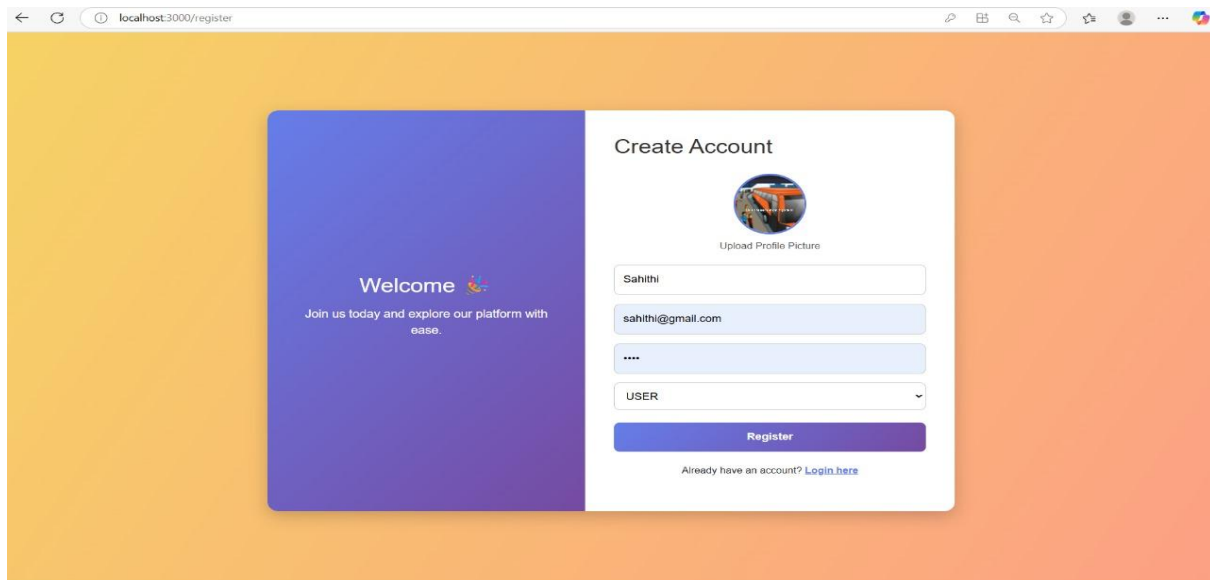 localhost:3000/register
Create Account
Upload Profile Picture
Welcome 🎉
Join us today and explore our platform with
ease.
Sahithi
sahithi@gmail.com
••••
USER
Register
Already have an account? Login here